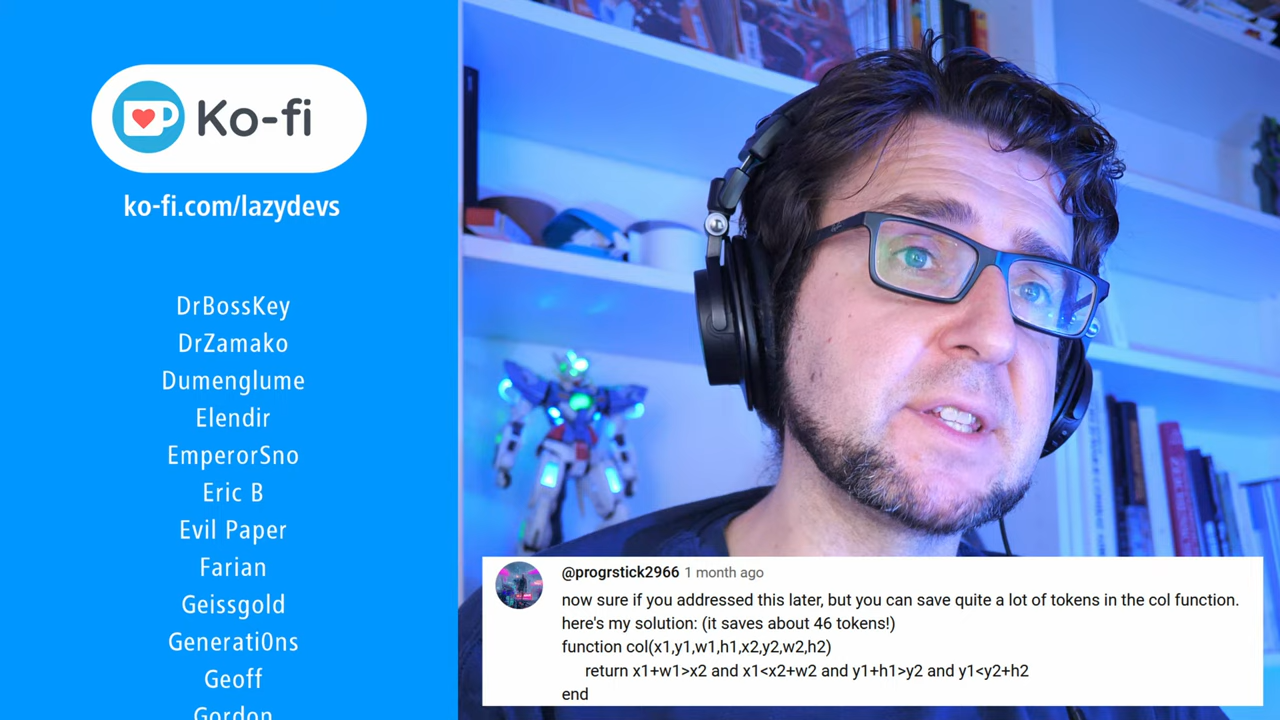 Ko-fi
ko-fi.com/lazydevs
DrBossKey
DrZamako
Dumenglume
Elendir
EmperorSno
Eric B
Evil Paper
Farian
Geissgold
Generati0ns
Geoff
Gordon
@progrstick2966 1 month ago
now sure if you addressed this later, but you can save quite a lot of tokens in the col function.
here's my solution: (it saves about 46 tokens!)
function col(x1,y1,w1,h1,x2,y2,w2,h2)
return x1+w1>x2 and x1<x2+w2 and y1+h1>y2 and y1<y2+h2
end